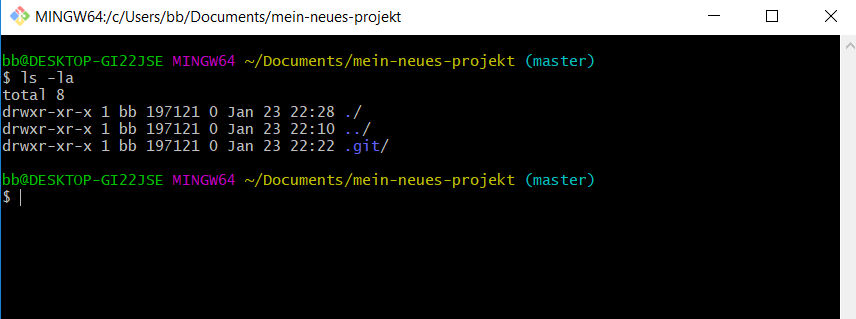 MINGW64:/c/Users/bb/Documents/mein-neues-projekt
bb@DESKTOP-GI22JSE MINGW64 ~/Documents/mein-neues-projekt (master)
$ ls -la
total 8
drwxr-xr-x 1 bb 197121 0 Jan 23 22:28 ./
drwxr-xr-x 1 bb 197121 0 Jan 23 22:10 ../
drwxr-xr-x 1 bb 197121 0 Jan 23 22:22 .git/
bb@DESKTOP-GI22JSE MINGW64 ~/Documents/mein-neues-projekt (master)
$